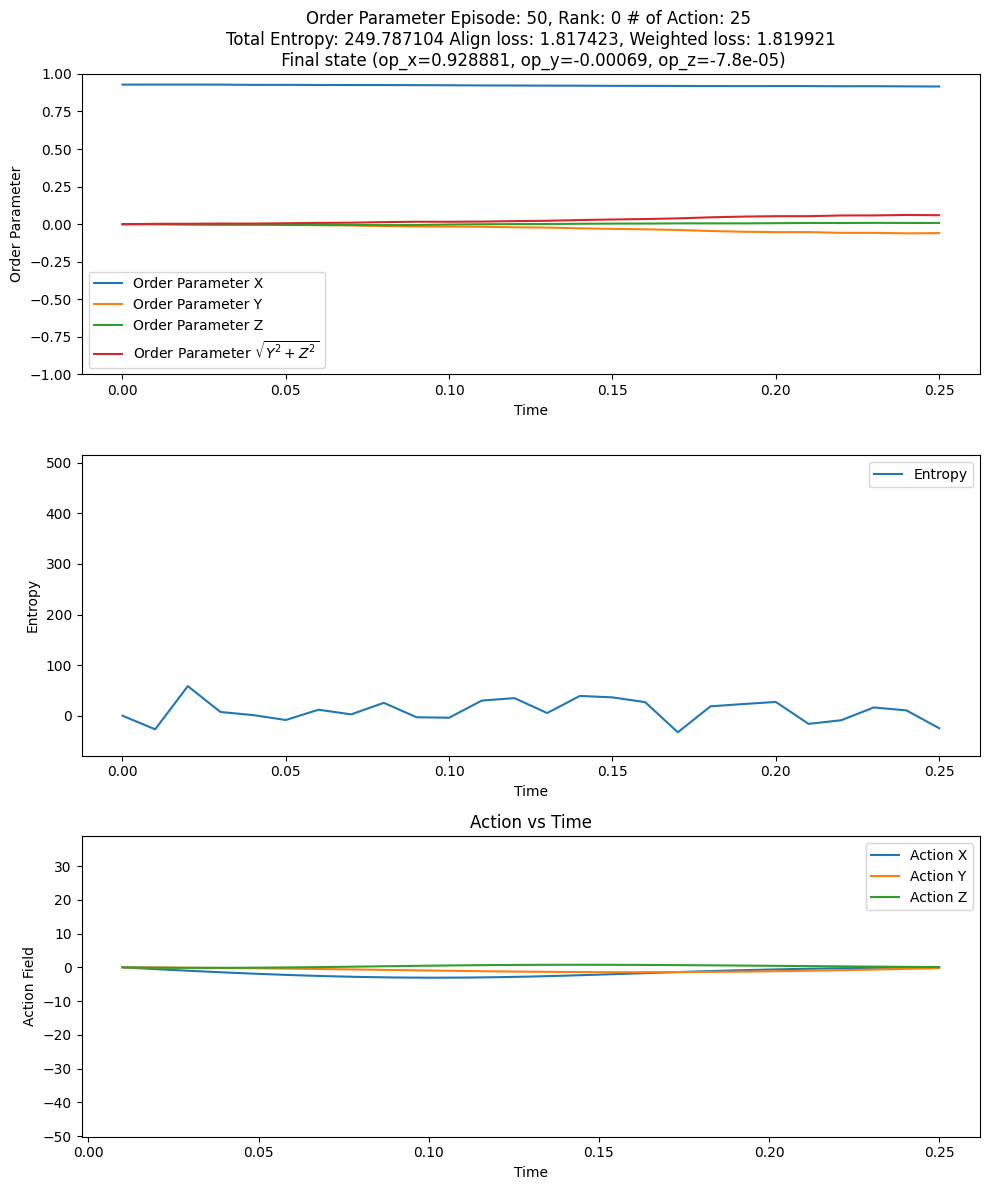 Order Parameter Episode: 50, Rank: 0 # of Action: 25
Total Entropy: 249.787104 Align loss: 1.817423, Weighted loss: 1.819921
Final state (op_x=0.928881, op_y=-0.00069, op_z=-7.8e-05)
1.00
0.75
0.50
0.25
0.00
−0.25
−0.50
−0.75
−1.00
Order Parameter
Order Parameter X
Order Parameter Y
Order Parameter Z
Order Parameter √Y² + Z²
0.00 0.05 0.10 0.15 0.20 0.25
Time
500
400
300
200
100
0
Entropy
Entropy
0.00 0.05 0.10 0.15 0.20 0.25
Time
Action vs Time
30
20
10
0
−10
−20
−30
−40
−50
Action Field
Action X
Action Y
Action Z
0.00 0.05 0.10 0.15 0.20 0.25
Time